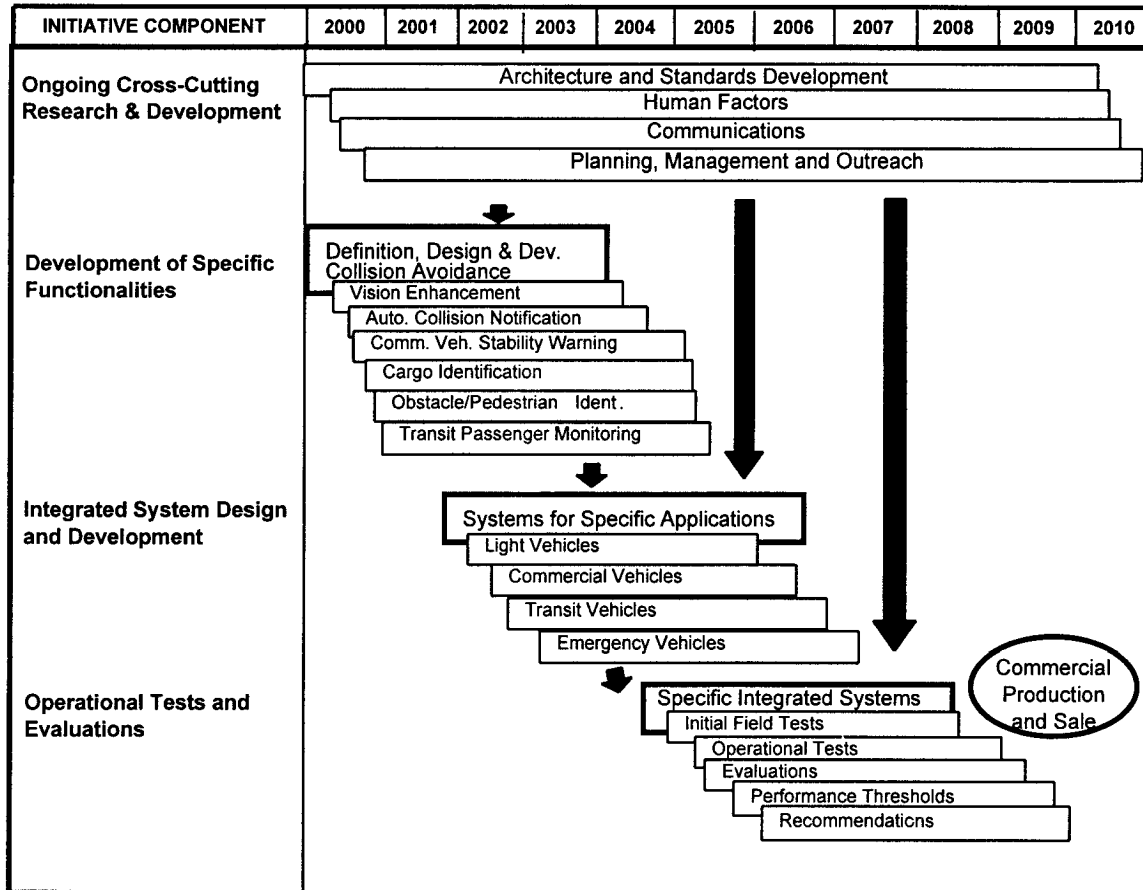 INITIATIVE COMPONENT 2000 2001 2002 2003 2004 2005 2006 2007 2008 2009 2010
Ongoing Cross-Cutting
Research & Development
Architecture and Standards Development
Human Factors
Communications
Planning, Management and Outreach
Development of Specific
Functionalities
Definition, Design & Dev.
Collision Avoidance
Vision Enhancement
Auto. Collision Notification
Comm. Veh. Stability Warning
Cargo Identification
Obstacle/Pedestrian Ident.
Transit Passenger Monitoring
Integrated System Design
and Development
Systems for Specific Applications
Light Vehicles
Commercial Vehicles
Transit Vehicles
Emergency Vehicles
Operational Tests and
Evaluations
Specific Integrated Systems
Initial Field Tests
Operational Tests
Evaluations
Performance Thresholds
Recommendations
Commercial
Production
and Sale